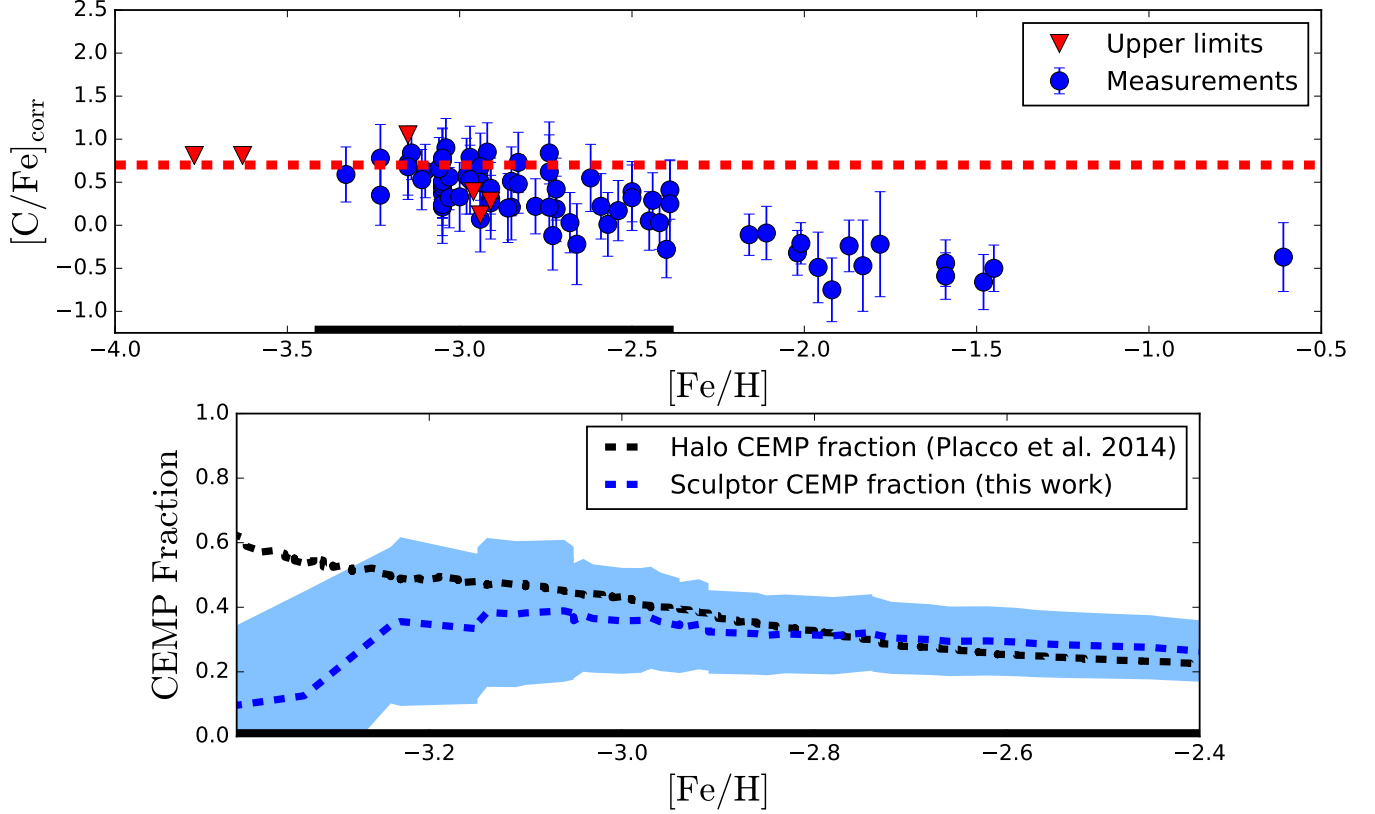 2.5
2.0
1.5
1.0
0.5
0.0
−0.5
−1.0
[C/Fe]corr
Upper limits
Measurements
−4.0 −3.5 −3.0 −2.5 −2.0 −1.5 −1.0 −0.5
[Fe/H]
1.0
0.8
0.6
0.4
0.2
0.0
CEMP Fraction
Halo CEMP fraction (Placco et al. 2014)
Sculptor CEMP fraction (this work)
−3.2 −3.0 −2.8 −2.6 −2.4
[Fe/H]